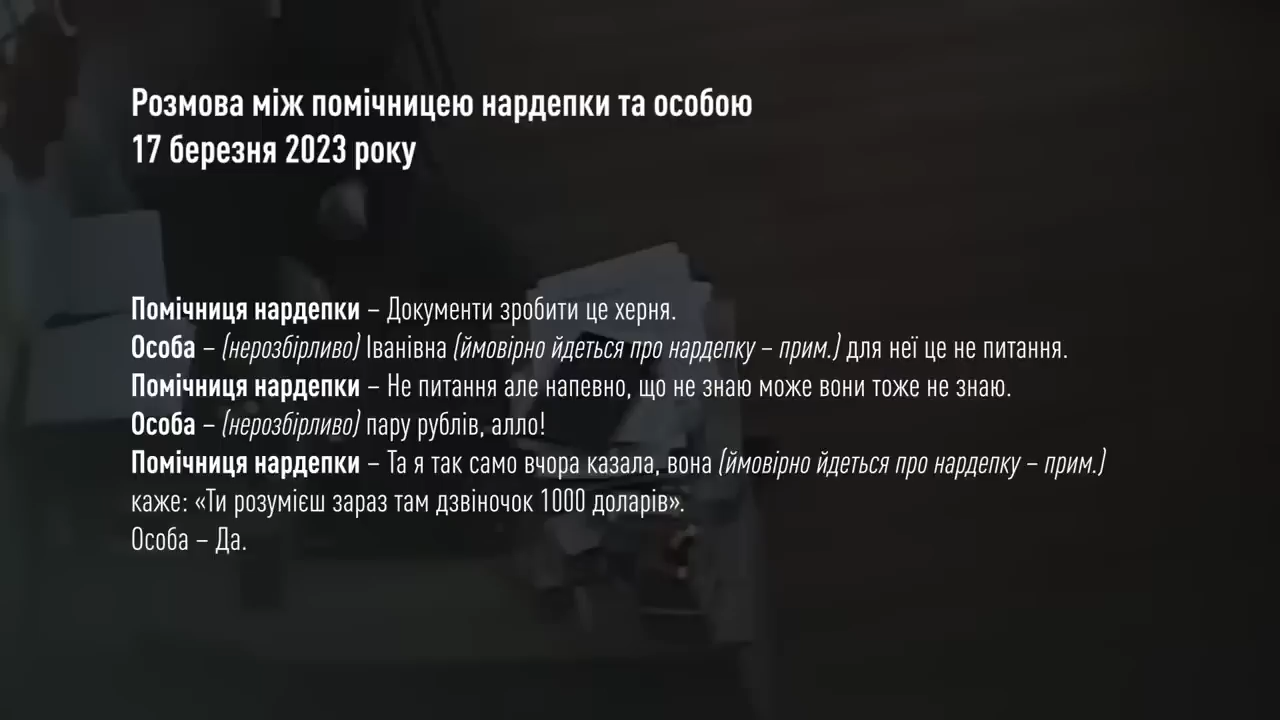 Розмова між помічницею нардепки та особою
17 березня 2023 року
Помічниця нардепки – Документи зробити це херня.
Особа – (нерозбірливо) Іванівна (ймовірно йдеться про нардепку – прим.) для неї це не питання.
Помічниця нардепки – Не питання але напевно, що не знаю може вони тоже не знаю.
Особа – (нерозбірливо) пару рублів, алло!
Помічниця нардепки – Та я так само вчора казала, вона (ймовірно йдеться про нардепку – прим.)
каже: «Ти розумієш зараз там дзвіночок 1000 доларів».
Особа – Да.